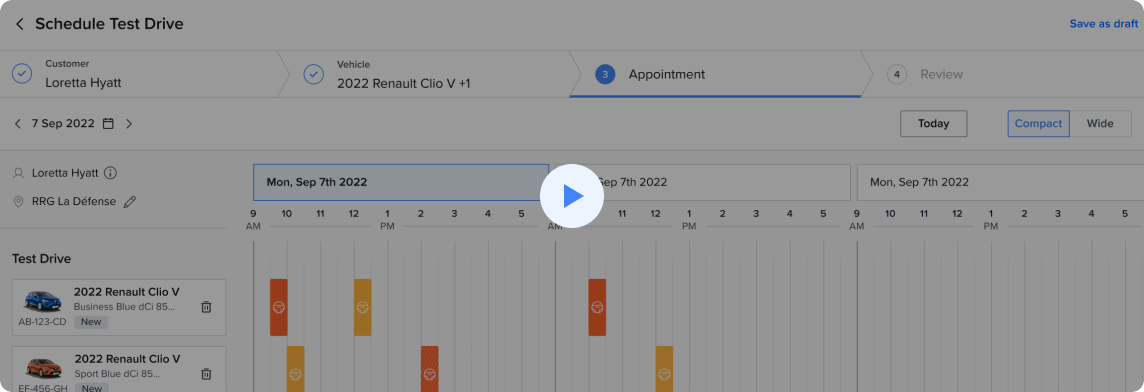 Schedule Test Drive
Save as draft
Customer
Loretta Hyatt
Vehicle
2022 Renault Clio V +1
3
Appointment
4
Review
7 Sep 2022
Today
Compact
Wide
Loretta Hyatt
RRG La Défense
Mon, Sep 7th 2022
Sep 7th 2022
Mon, Sep 7th 2022
9 10 11 12 1 2 3 4 5
AM PM
11 12 1 2 3 4 5
AM PM
9 10 11 12 1 2 3 4 5
AM PM
Test Drive
2022 Renault Clio V
Business Blue dCi 85...
AB-123-CD
New
2022 Renault Clio V
Sport Blue dCi 85...
EF-456-GH
New